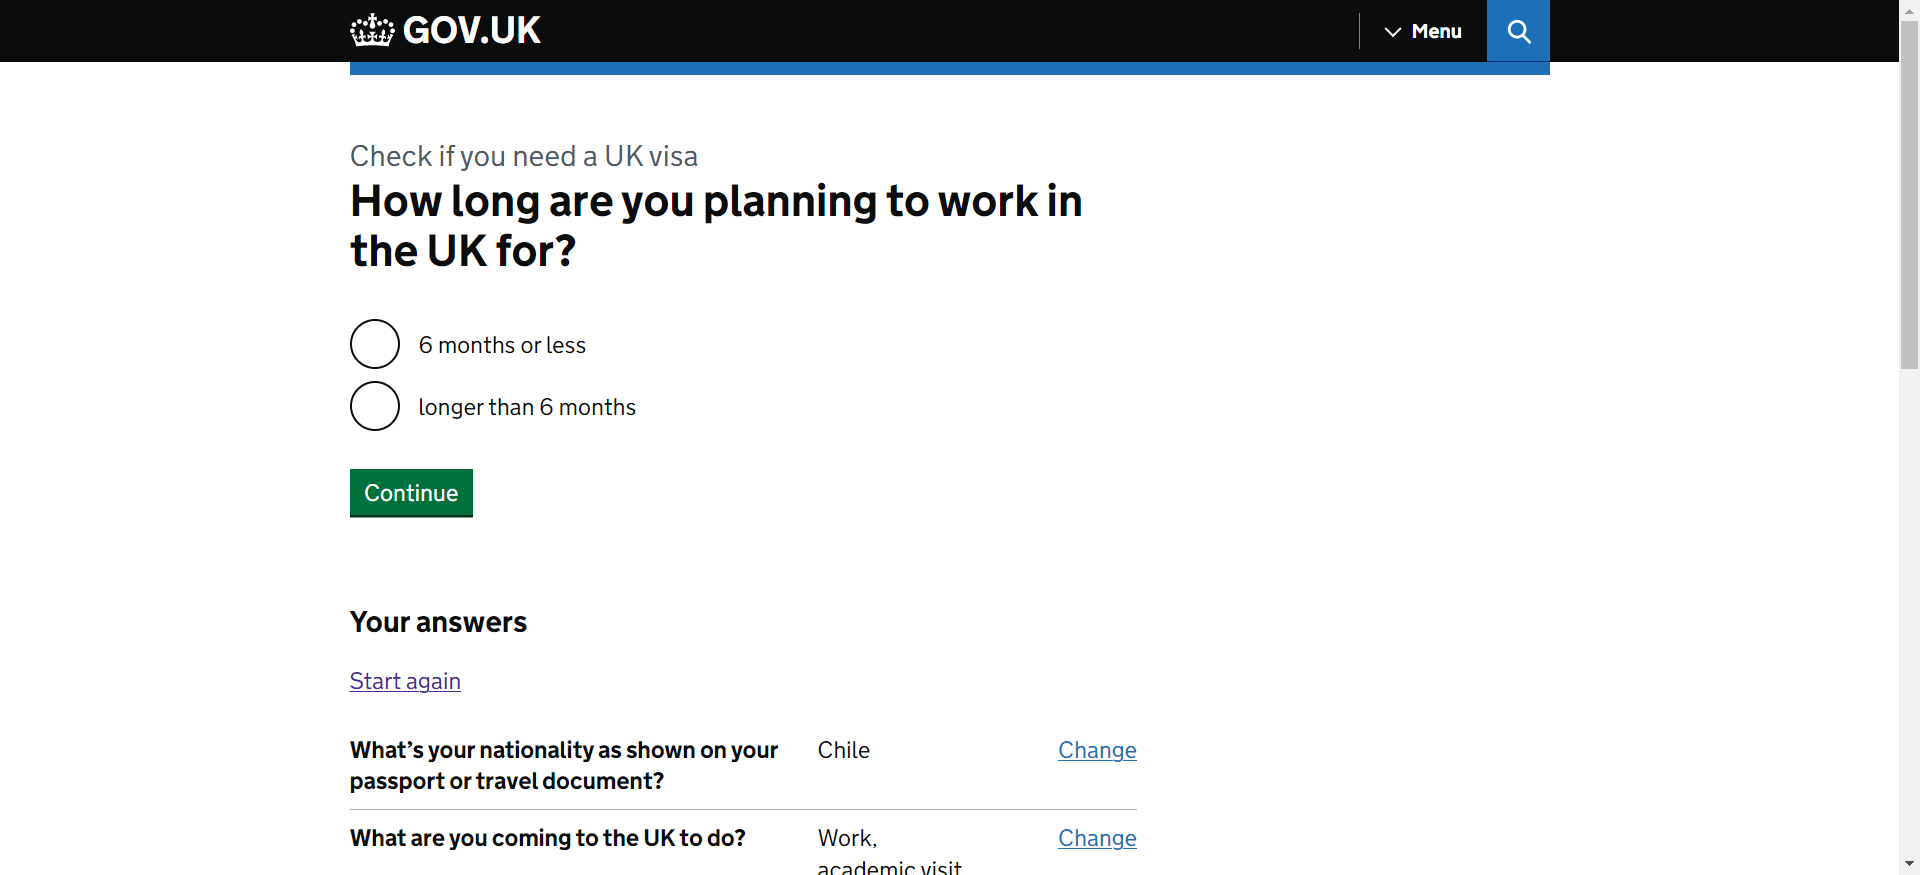 GOV.UK
Menu
Check if you need a UK visa
How long are you planning to work in
the UK for?
6 months or less
longer than 6 months
Continue
Your answers
Start again
What’s your nationality as shown on your
passport or travel document?
Chile
Change
What are you coming to the UK to do?
Work,
academic visit
Change